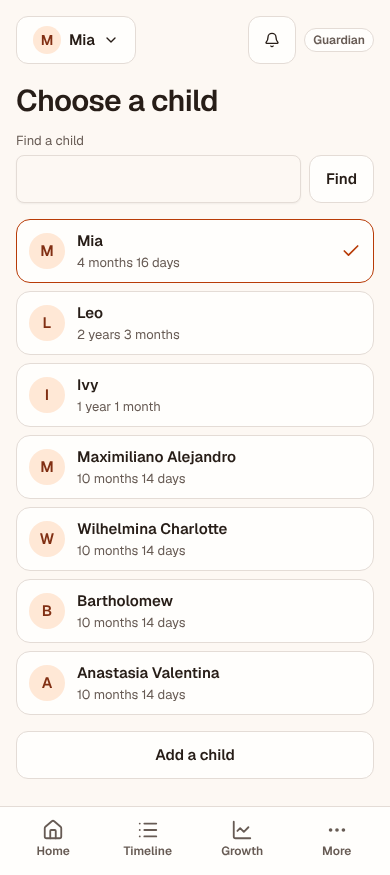 M Mia
Guardian
Choose a child
Find a child
Find
M
Mia
4 months 16 days
L
Leo
2 years 3 months
I
Ivy
1 year 1 month
M
Maximiliano Alejandro
10 months 14 days
W
Wilhelmina Charlotte
10 months 14 days
B
Bartholomew
10 months 14 days
A
Anastasia Valentina
10 months 14 days
Add a child
Home
Timeline
Growth
More